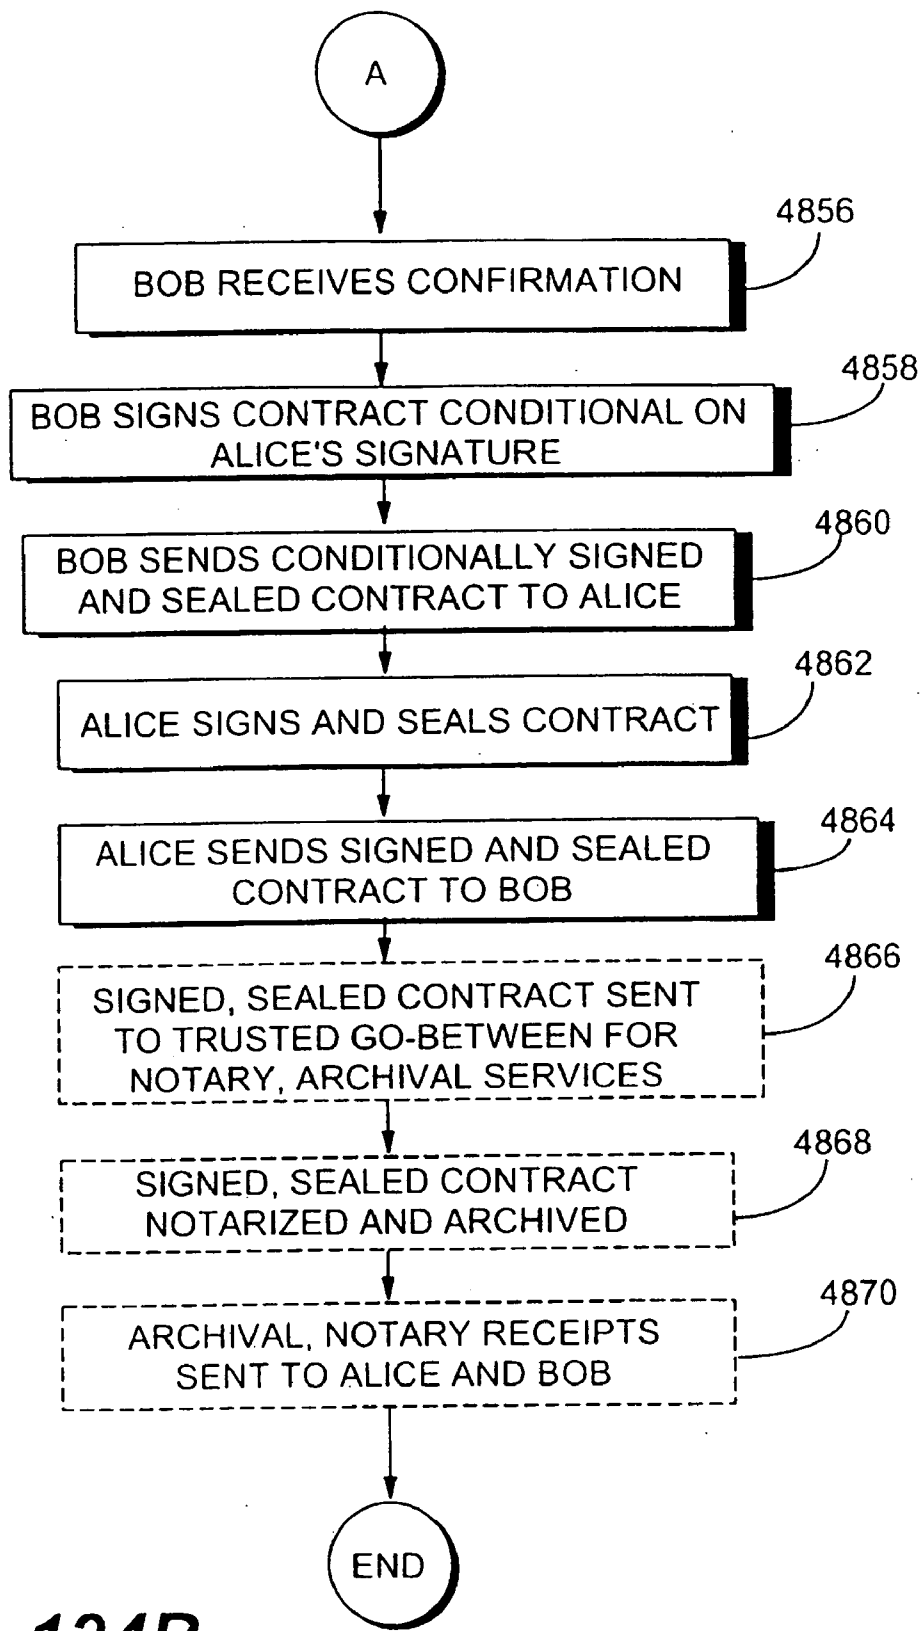 A
4856
BOB RECEIVES CONFIRMATION
4858
BOB SIGNS CONTRACT CONDITIONAL ON
ALICE'S SIGNATURE
4860
BOB SENDS CONDITIONALLY SIGNED
AND SEALED CONTRACT TO ALICE
4862
ALICE SIGNS AND SEALS CONTRACT
4864
ALICE SENDS SIGNED AND SEALED
CONTRACT TO BOB
4866
SIGNED, SEALED CONTRACT SENT
TO TRUSTED GO-BETWEEN FOR
NOTARY, ARCHIVAL SERVICES
4868
SIGNED, SEALED CONTRACT
NOTARIZED AND ARCHIVED
4870
ARCHIVAL, NOTARY RECEIPTS
SENT TO ALICE AND BOB
END